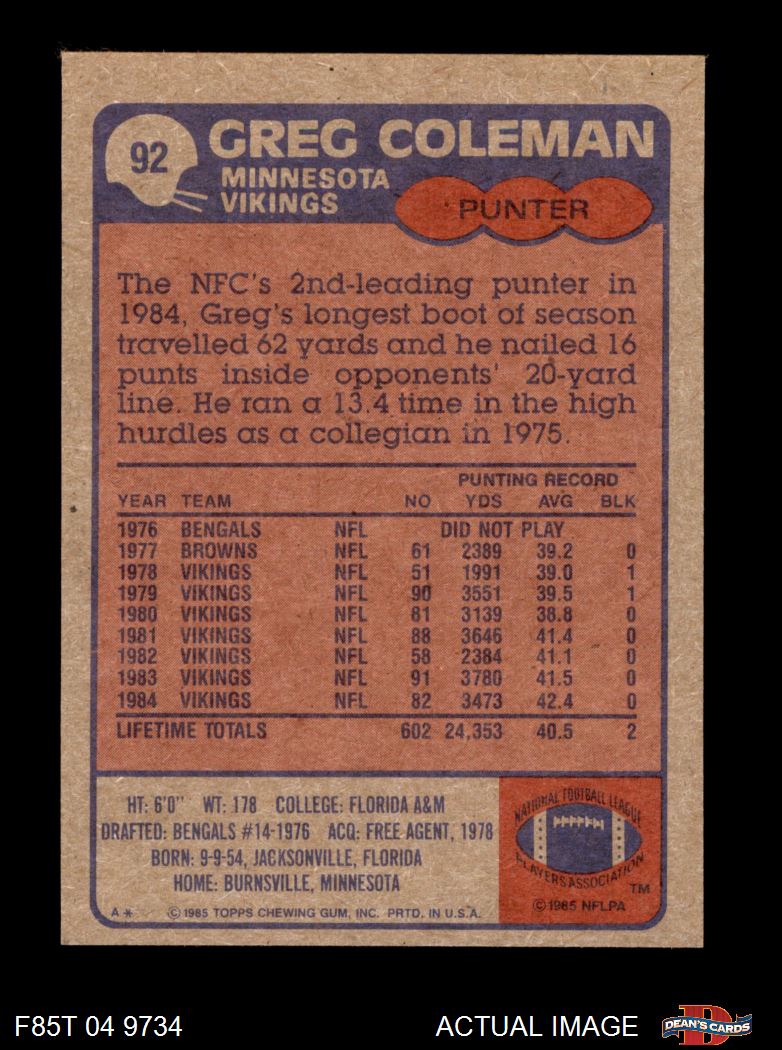 92
GREG COLEMAN
MINNESOTA
VIKINGS
PUNTER
The NFC's 2nd-leading punter in
1984, Greg's longest boot of season
travelled 62 yards and he nailed 16
punts inside opponents' 20-yard
line. He ran a 13.4 time in the high
hurdles as a collegian in 1975.
PUNTING RECORD
YEAR TEAM NO YDS AVG BLK
1976 BENGALS NFL DID NOT PLAY
1977 BROWNS NFL 61 2389 39.2 0
1978 VIKINGS NFL 51 1991 39.0 1
1979 VIKINGS NFL 90 3551 39.5 1
1980 VIKINGS NFL 81 3139 38.8 0
1981 VIKINGS NFL 88 3646 41.4 0
1982 VIKINGS NFL 58 2384 41.1 0
1983 VIKINGS NFL 91 3780 41.5 0
1984 VIKINGS NFL 82 3473 42.4 0
LIFETIME TOTALS 602 24,353 40.5 2
HT: 6'0" WT: 178 COLLEGE: FLORIDA A&M
DRAFTED: BENGALS #14-1976 ACQ: FREE AGENT, 1978
BORN: 9-9-54, JACKSONVILLE, FLORIDA
HOME: BURNSVILLE, MINNESOTA
A* © 1985 TOPPS CHEWING GUM, INC. PRTD. IN U.S.A.
NATIONAL FOOTBALL LEAGUE
PLAYERS ASSOCIATION
TM
© 1985 NFLPA
F85T 04 9734
ACTUAL IMAGE
D
DEAN'S CARDS